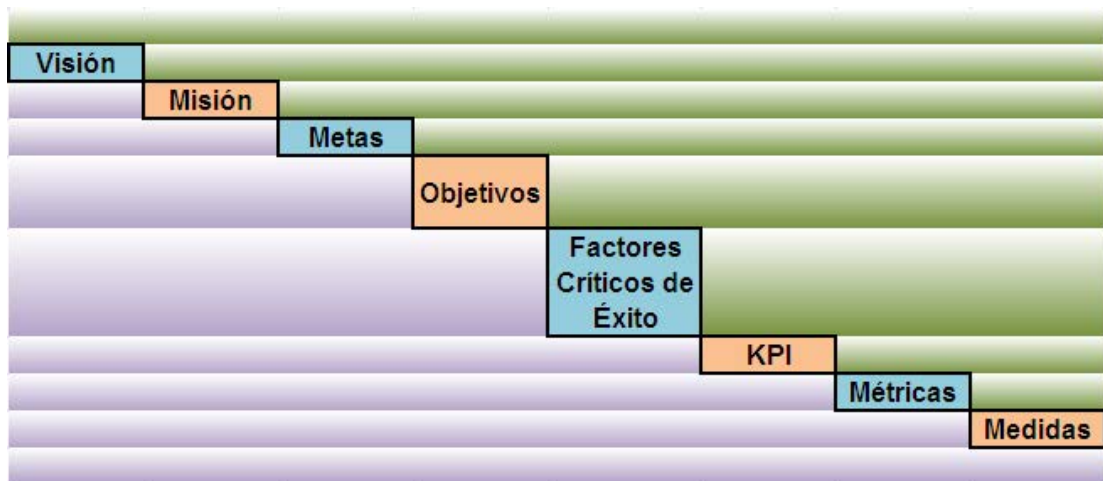 Visión
Misión
Metas
Objetivos
Factores
Críticos de
Éxito
KPI
Métricas
Medidas